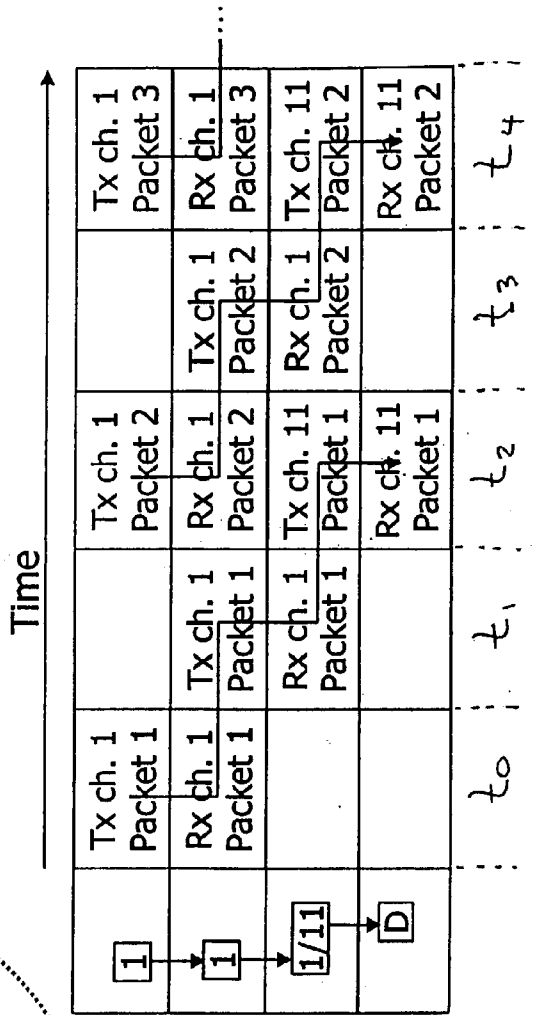 Time
1
Tx ch. 1
Packet 1
Tx ch. 1
Packet 2
Tx ch. 1
Packet 3
1
Rx ch. 1
Packet 1
Tx ch. 1
Packet 1
Rx ch. 1
Packet 2
Tx ch. 1
Packet 2
Rx ch. 1
Packet 3
1/11
Rx ch. 1
Packet 1
Tx ch. 11
Packet 1
Rx ch. 1
Packet 2
Tx ch. 11
Packet 2
D
Rx ch. 11
Packet 1
Rx ch. 11
Packet 2
t0 t1 t2 t3 t4